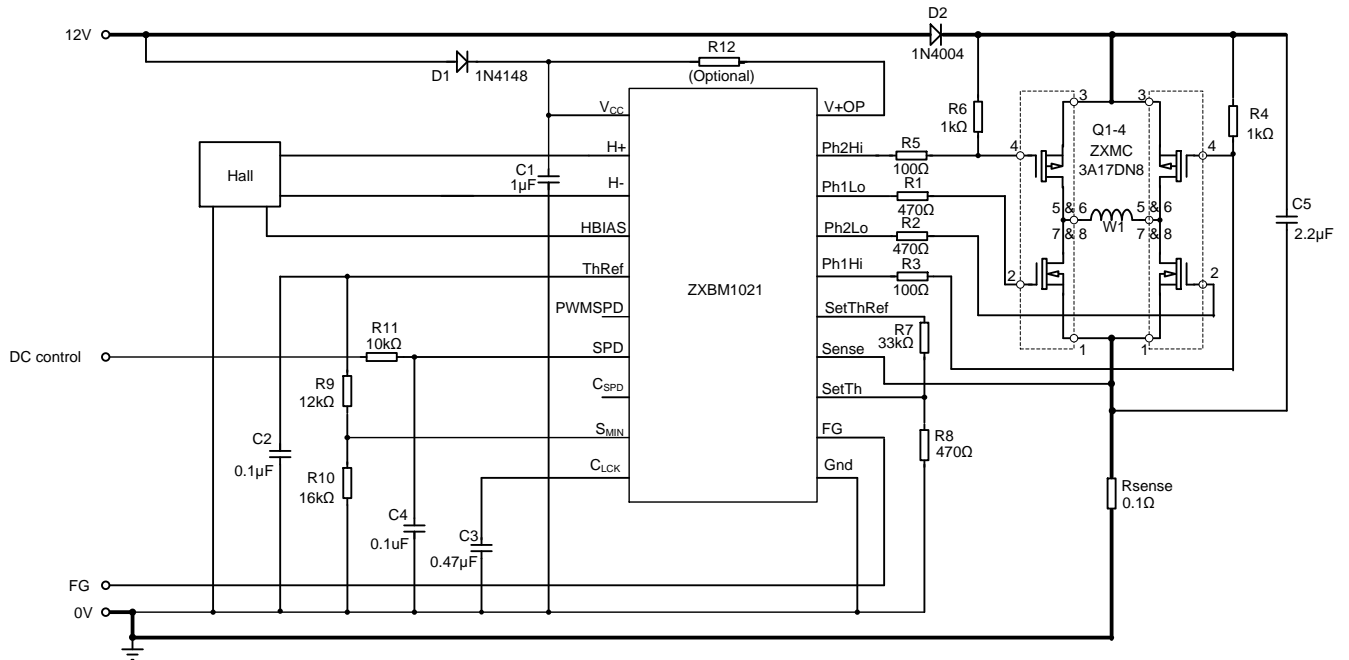 D2
12V
1N4004
R12
D1
1N4148
(Optional)
VCC
V+OP
R6
1kΩ
3
3
Q1-4
ZXMC
3A17DN8
R4
1kΩ
Hall
H+
Ph2Hi
R5
100Ω
4
4
C1
1µF
H-
Ph1Lo
R1
470Ω
5 & 6
7 & 8
W1
5 & 6
7 & 8
C5
2.2µF
HBIAS
Ph2Lo
R2
470Ω
ThRef
Ph1Hi
R3
100Ω
2
2
ZXBM1021
PWMSPD
SetThRef
R7
33kΩ
R11
10kΩ
1
1
DC control
SPD
Sense
R9
12kΩ
CSPD
SetTh
C2
0.1µF
SMIN
FG
R8
470Ω
R10
16kΩ
CLCK
Gnd
Rsense
0.1Ω
C4
0.1uF
C3
0.47µF
FG
0V